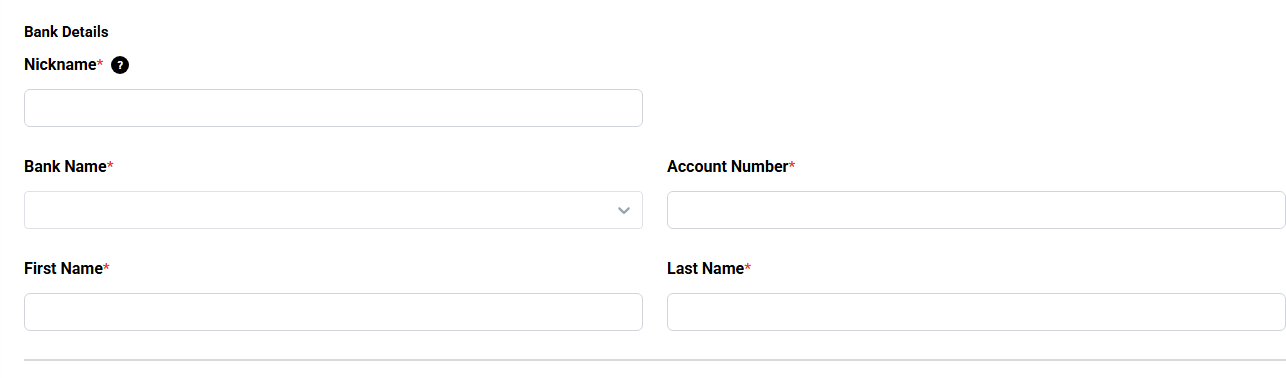 Bank Details
Nickname* ?
Bank Name*
Account Number*
First Name*
Last Name*